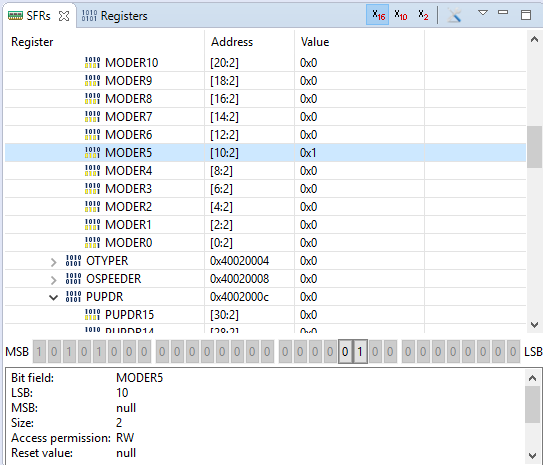 SFRs
1010 0101 Registers
X16 X10 X2
Register Address Value
MODER10 [20:2] 0x0
MODER9 [18:2] 0x0
MODER8 [16:2] 0x0
MODER7 [14:2] 0x0
MODER6 [12:2] 0x0
MODER5 [10:2] 0x1
MODER4 [8:2] 0x0
MODER3 [6:2] 0x0
MODER2 [4:2] 0x0
MODER1 [2:2] 0x0
MODER0 [0:2] 0x0
OTYPER 0x40020004 0x0
OSPEEDER 0x40020008 0x0
PUPDR 0x4002000c 0x0
PUPDR15 [30:2] 0x0
PUPDR14 [28:2] 0x0
MSB 1 0 1 0 1 0 0 0 0 0 0 0 0 0 0 0 0 0 0 0 0 1 0 0 0 0 0 0 0 0 0 0 LSB
Bit field: MODER5
LSB: 10
MSB: null
Size: 2
Access permission: RW
Reset value: null